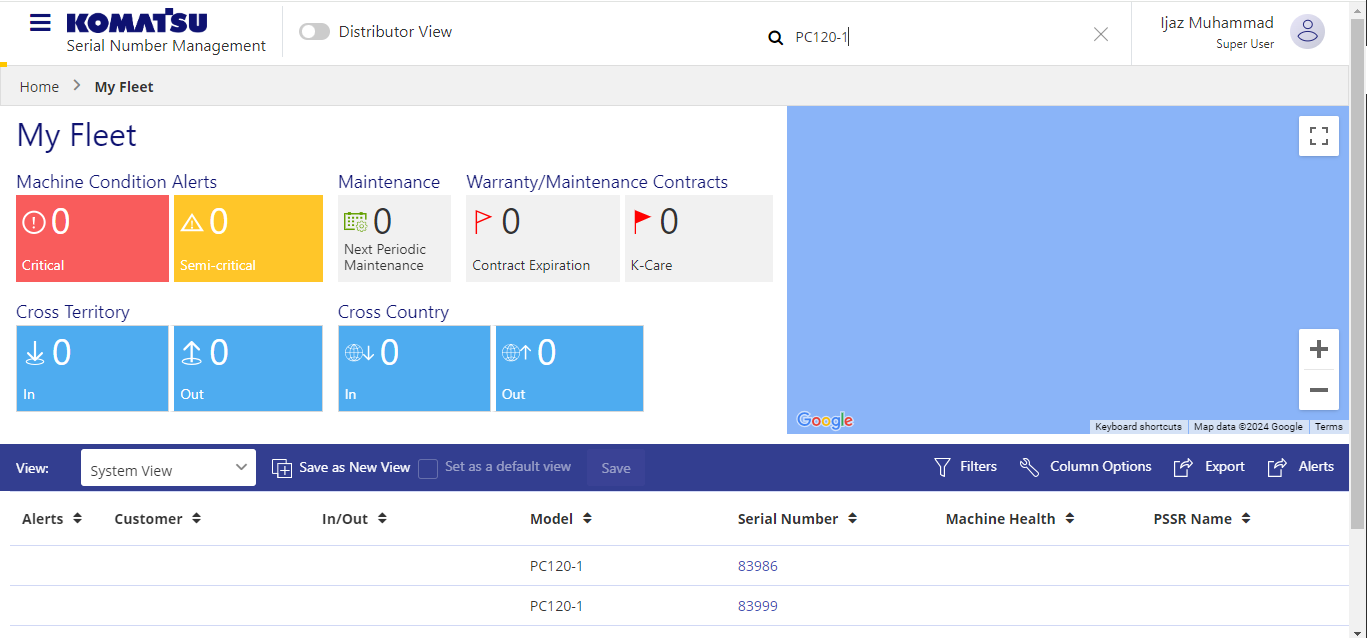 KOMATSU
Serial Number Management
Distributor View
PC120-1
Ijaz Muhammad
Super User
Home > My Fleet
My Fleet
Machine Condition Alerts
Maintenance
Warranty/Maintenance Contracts
0
Critical
0
Semi-critical
0
Next Periodic
Maintenance
0
Contract Expiration
0
K-Care
Cross Territory
Cross Country
0
In
0
Out
0
In
0
Out
Google
Keyboard shortcuts
Map data ©2024 Google
Terms
View:
System View
Save as New View
Set as a default view
Save
Filters
Column Options
Export
Alerts
Alerts Customer In/Out Model Serial Number Machine Health PSSR Name
PC120-1 83986
PC120-1 83999